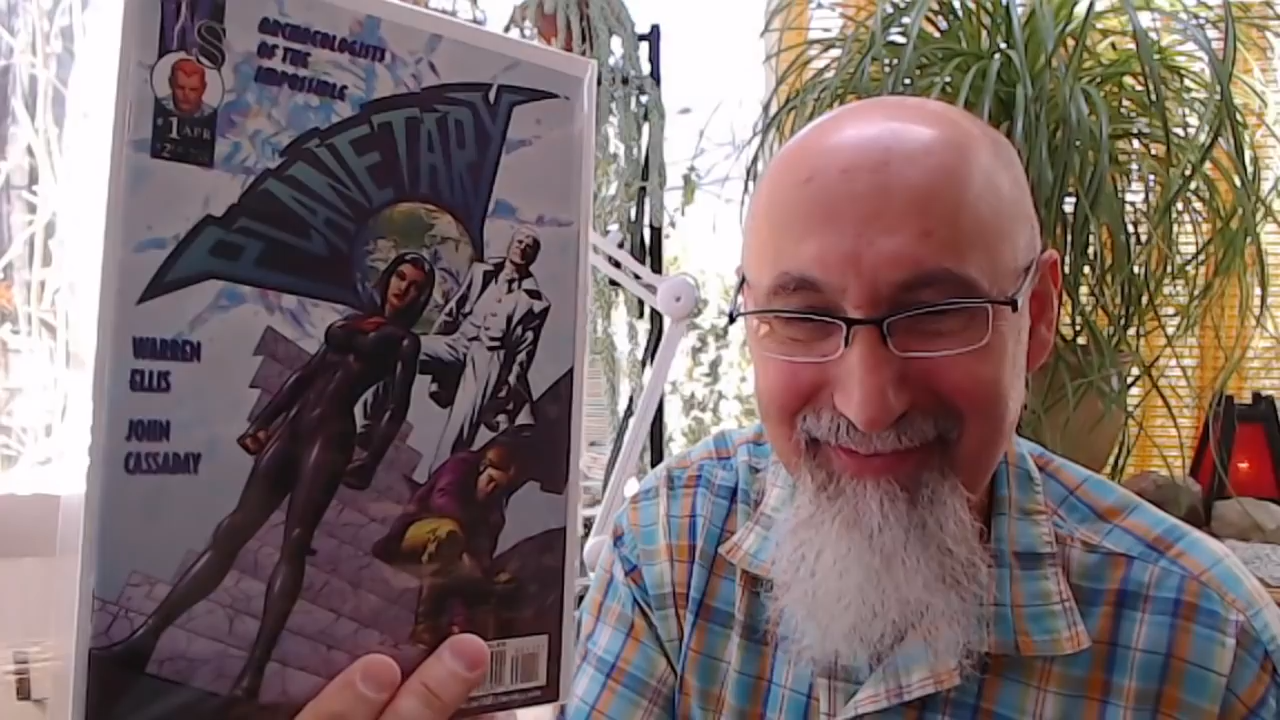 ARCHAEOLOGISTS
OF THE
IMPOSSIBLE
#1 APR
PLANETARY
WARREN
ELLIS
JOHN
CASSADAY